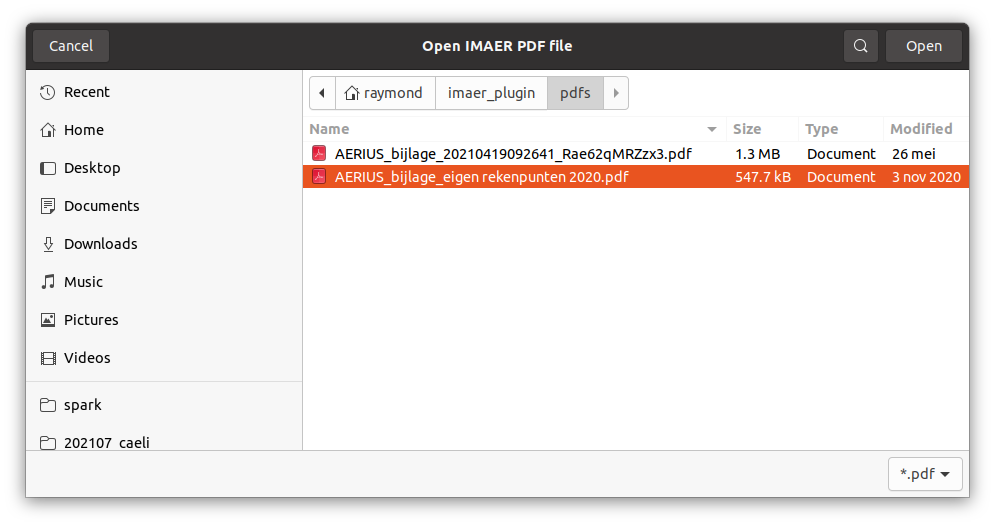 Cancel Open IMAER PDF file Open
Recent
Home
Desktop
Documents
Downloads
Music
Pictures
Videos
spark
202107_caeli
raymond imaer_plugin pdfs
Name Size Type Modified
AERIUS_bijlage_20210419092641_Rae62qMRZzx3.pdf 1.3 MB Document 26 mei
AERIUS_bijlage_eigen rekenpunten 2020.pdf 547.7 kB Document 3 nov 2020
*.pdf